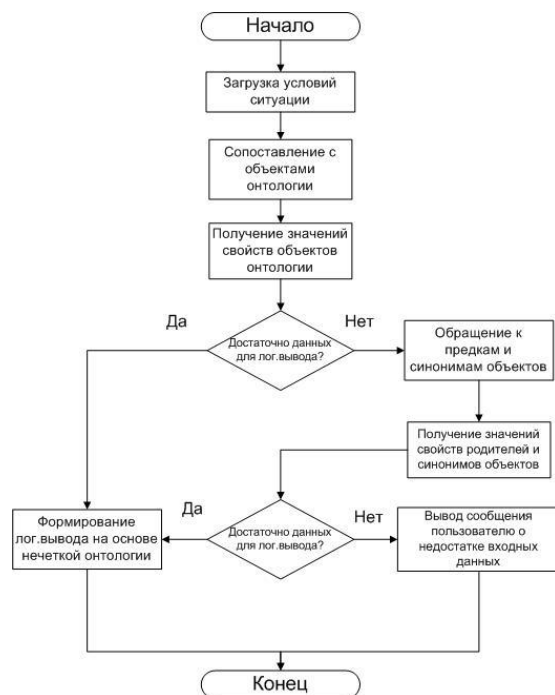 Начало
Загрузка условий
ситуации
Сопоставление с
объектами
онтологии
Получение значений
свойств объектов
онтологии
Да
Нет
Достаточно данных
для лог.вывода?
Обращение к
предкам и
синонимам объектов
Получение значений
свойств родителей и
синонимов объектов
Да
Нет
Формирование
лог.вывода на основе
нечеткой онтологии
Достаточно данных
для лог.вывода?
Вывод сообщения
пользователю о
недостатке входных
данных
Конец